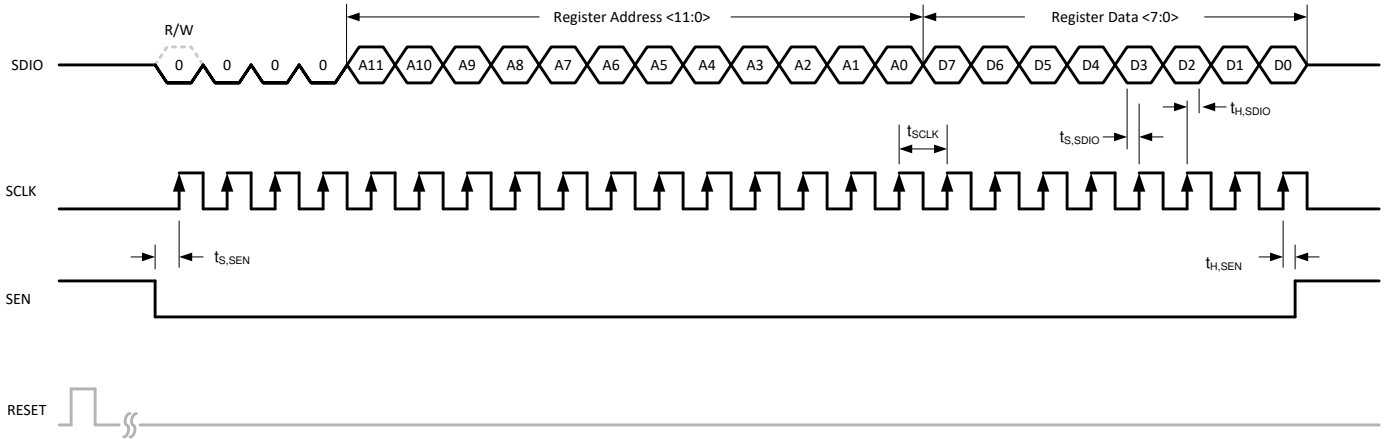 Register Address <11:0>
Register Data <7:0>
R/W
SDIO
0 0 0 0 A11 A10 A9 A8 A7 A6 A5 A4 A3 A2 A1 A0 D7 D6 D5 D4 D3 D2 D1 D0
tH,SDIO
tSCLK
tS,SDIO
SCLK
tS,SEN
tH,SEN
SEN
RESET